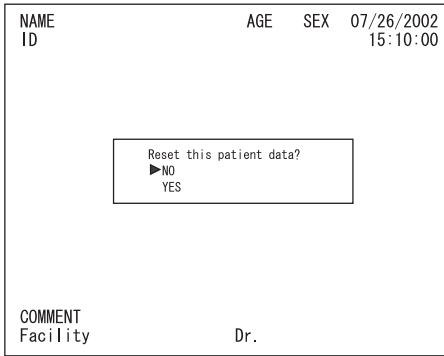 NAME AGE SEX 07/26/2002
ID 15:10:00
Reset this patient data?
▶NO
YES
COMMENT
Facility Dr.